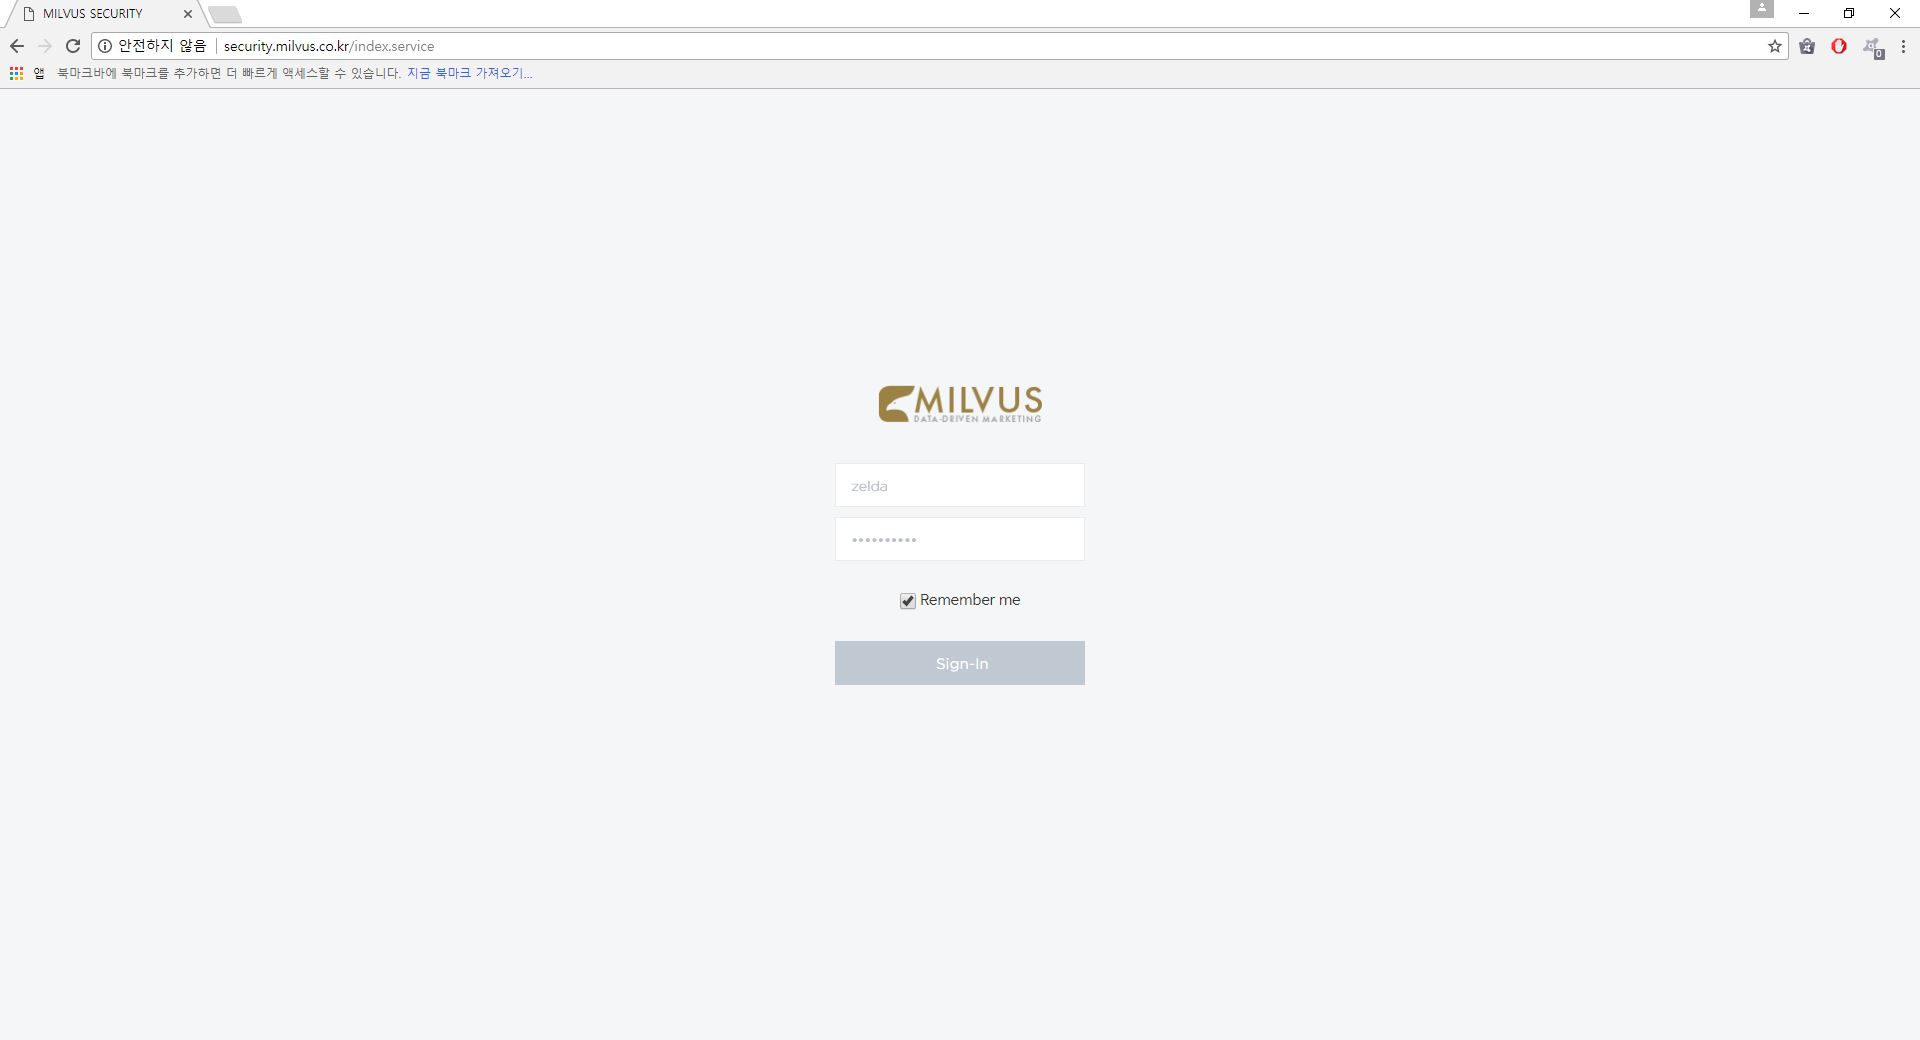 MILVUS SECURITY
안전하지 않음 security.milvus.co.kr/index.service
앱 북마크바에 북마크를 추가하면 더 빠르게 액세스할 수 있습니다. 지금 북마크 가져오기...
0
MILVUS
DATA-DRIVEN MARKETING
zelda
••••••••••
Remember me
Sign-In